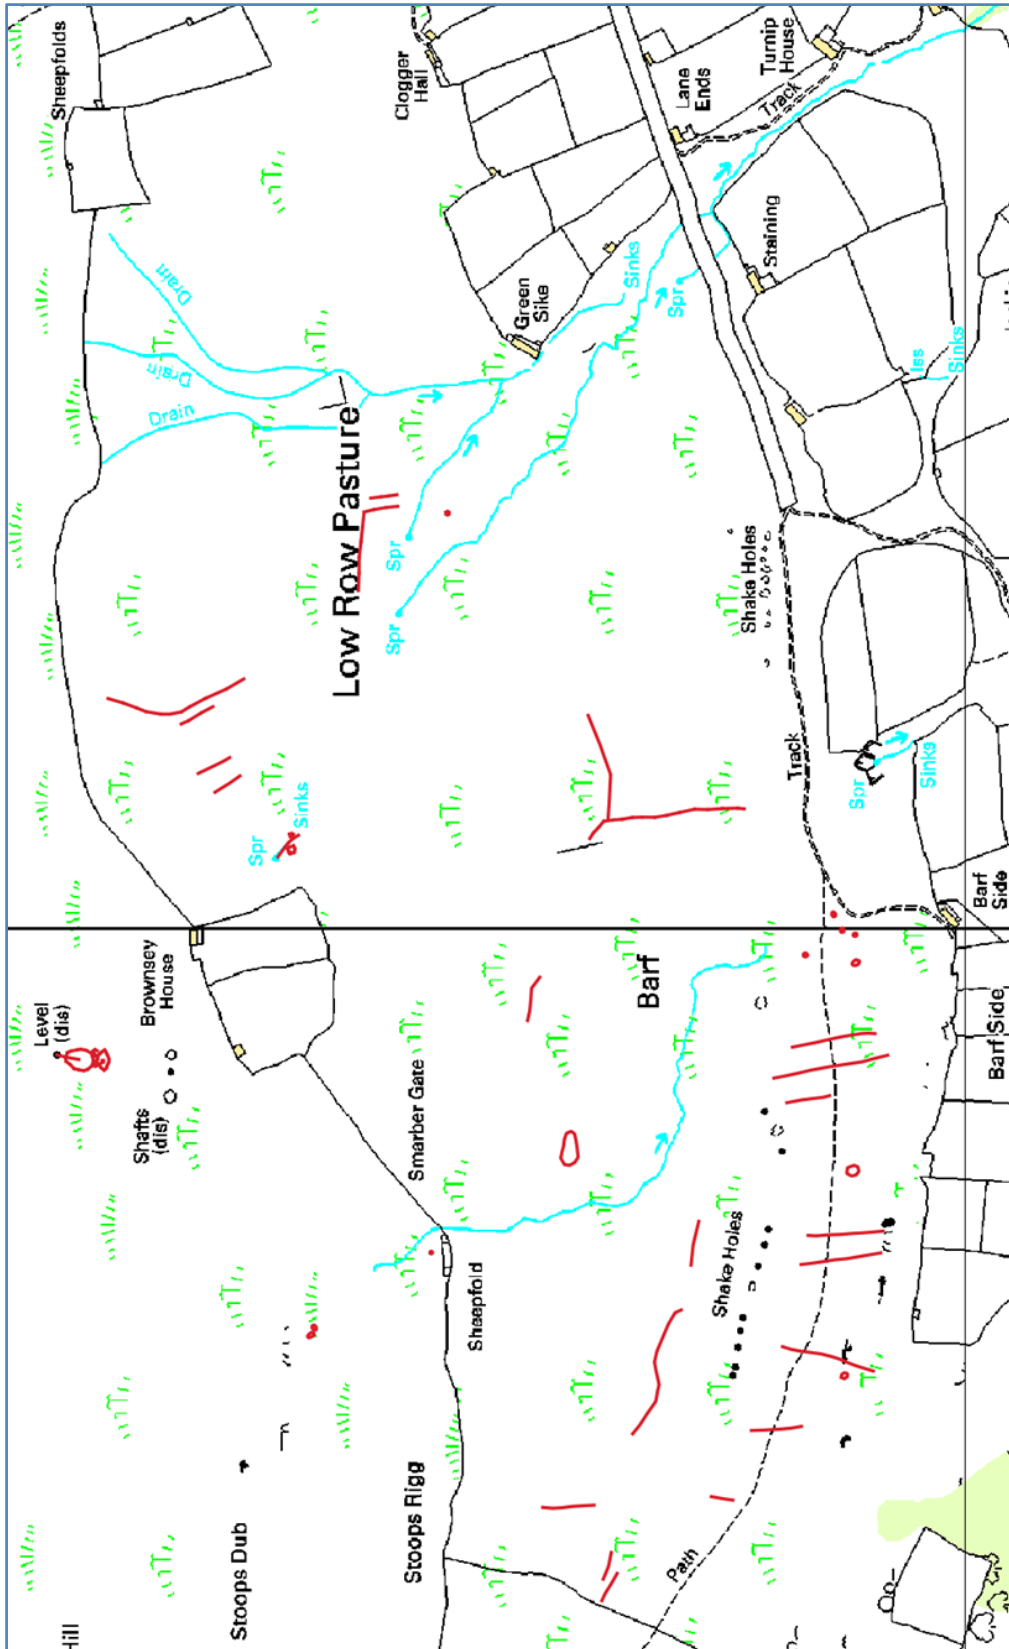 Sheepfolds
Clogger
Hall
Turnip
House
Lane
Ends
Track
Drain
Drain
Drain
Green
Sike
Sinks
Spr
Staining
Iss
Sinks
Low Row Pasture
Spr
Spr
Shake Holes
Track
Spr
Sinks
Spr
Sinks
Barf
Side
Level
(dis)
Brownsey
House
Shafts
(dis)
Smarber Gate
Barf
Barf Side
Sheepfold
Shake Holes
Stoops Rigg
Stoops Dub
Path